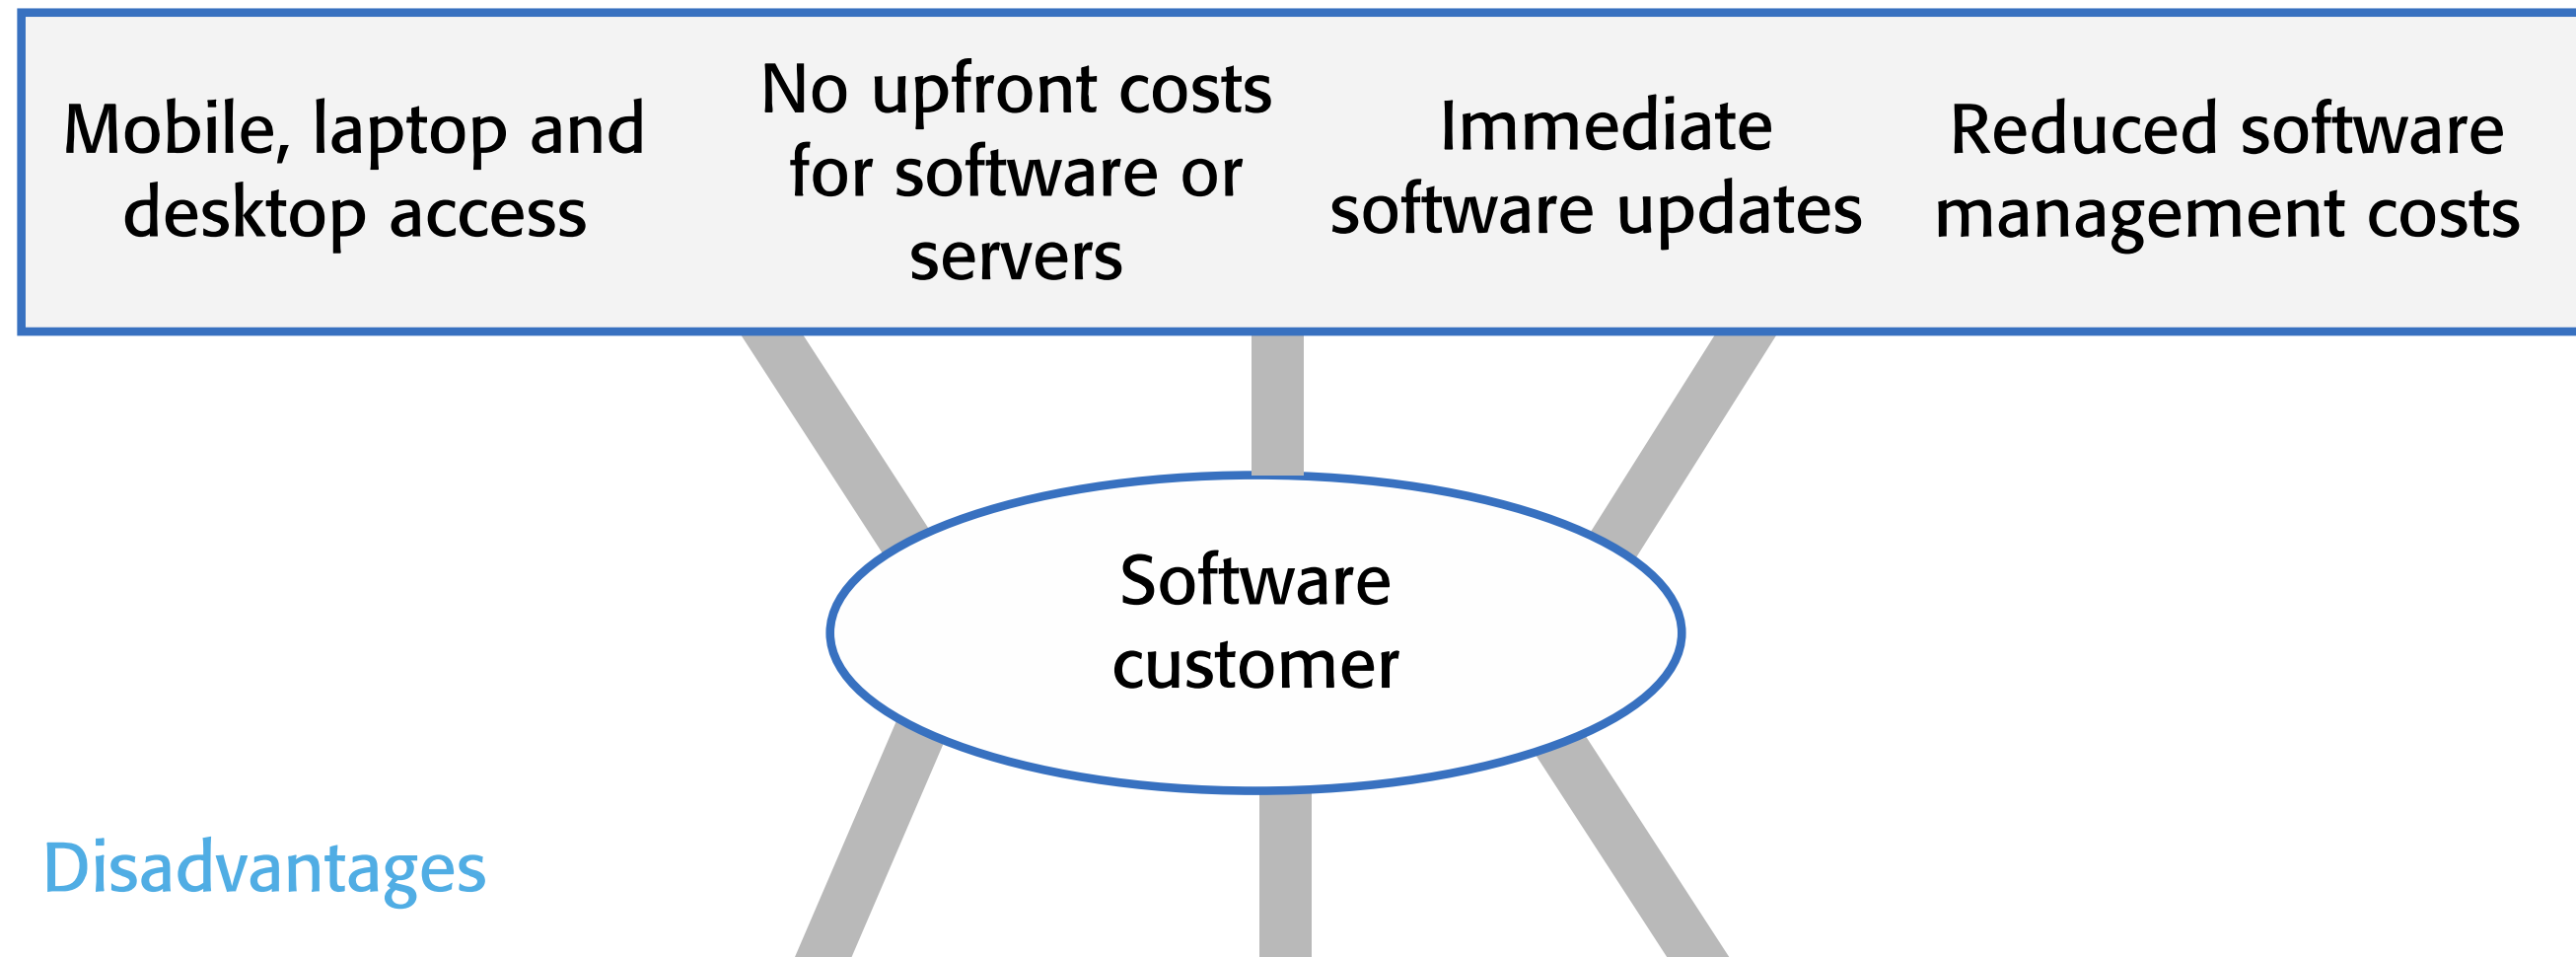 Mobile, laptop and
desktop access
No upfront costs
for software or
servers
Immediate
software updates
Reduced software
management costs
Software
customer
Disadvantages